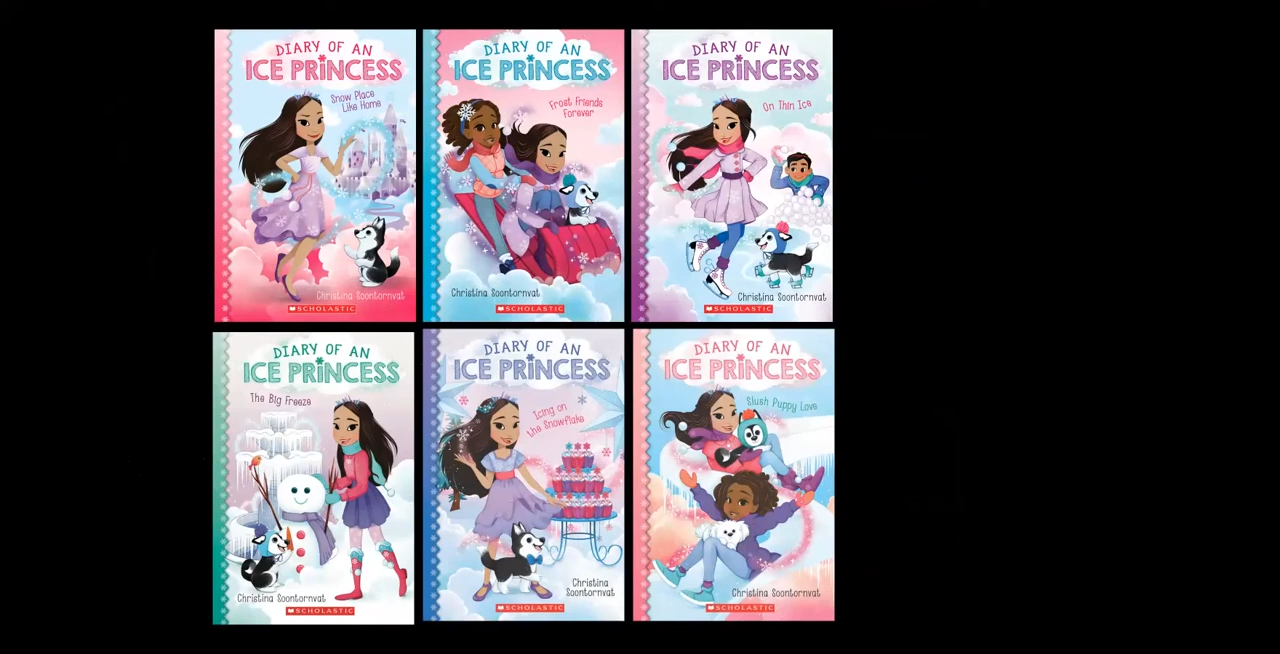 DIARY OF AN
ICE PRINCESS
Snow Place
Like Home
Christina Soontornvat
SCHOLASTIC
DIARY OF AN
ICE PRINCESS
Frost Friends
Forever
Christina Soontornvat
SCHOLASTIC
DIARY OF AN
ICE PRINCESS
On Thin Ice
Christina Soontornvat
SCHOLASTIC
DIARY OF AN
ICE PRINCESS
The Big Freeze
Christina Soontornvat
SCHOLASTIC
DIARY OF AN
ICE PRINCESS
Icing on
the Snowflake
Christina
Soontornvat
SCHOLASTIC
DIARY OF AN
ICE PRINCESS
Slush Puppy Love
Christina Soontornvat
SCHOLASTIC